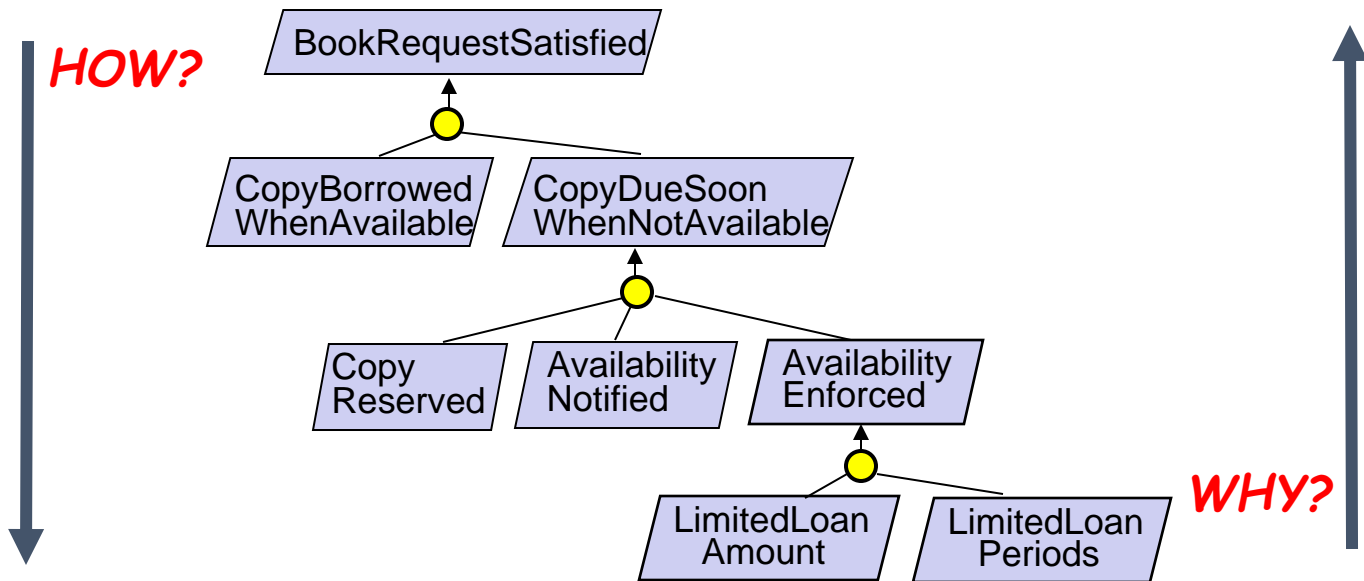 BookRequestSatisfied
HOW?
CopyBorrowed
WhenAvailable
CopyDueSoon
WhenNotAvailable
Copy
Reserved
Availability
Notified
Availability
Enforced
LimitedLoan
Amount
LimitedLoan
Periods
WHY?